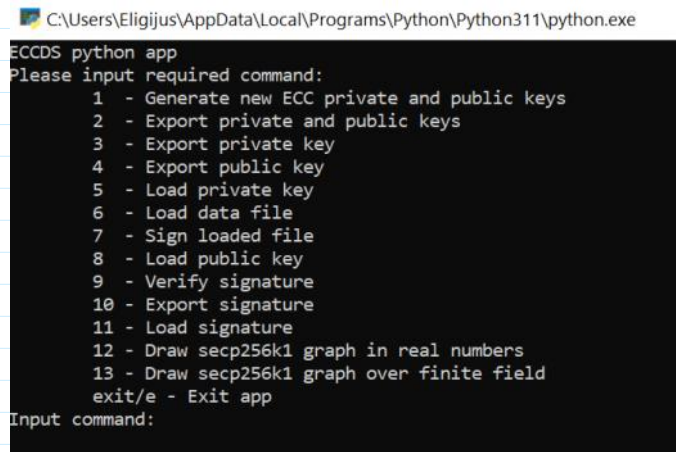 C:\Users\Eligijus\AppData\Local\Programs\Python\Python311\python.exe
ECCDS python app
Please input required command:
1 - Generate new ECC private and public keys
2 - Export private and public keys
3 - Export private key
4 - Export public key
5 - Load private key
6 - Load data file
7 - Sign loaded file
8 - Load public key
9 - Verify signature
10 - Export signature
11 - Load signature
12 - Draw secp256k1 graph in real numbers
13 - Draw secp256k1 graph over finite field
exit/e - Exit app
Input command: